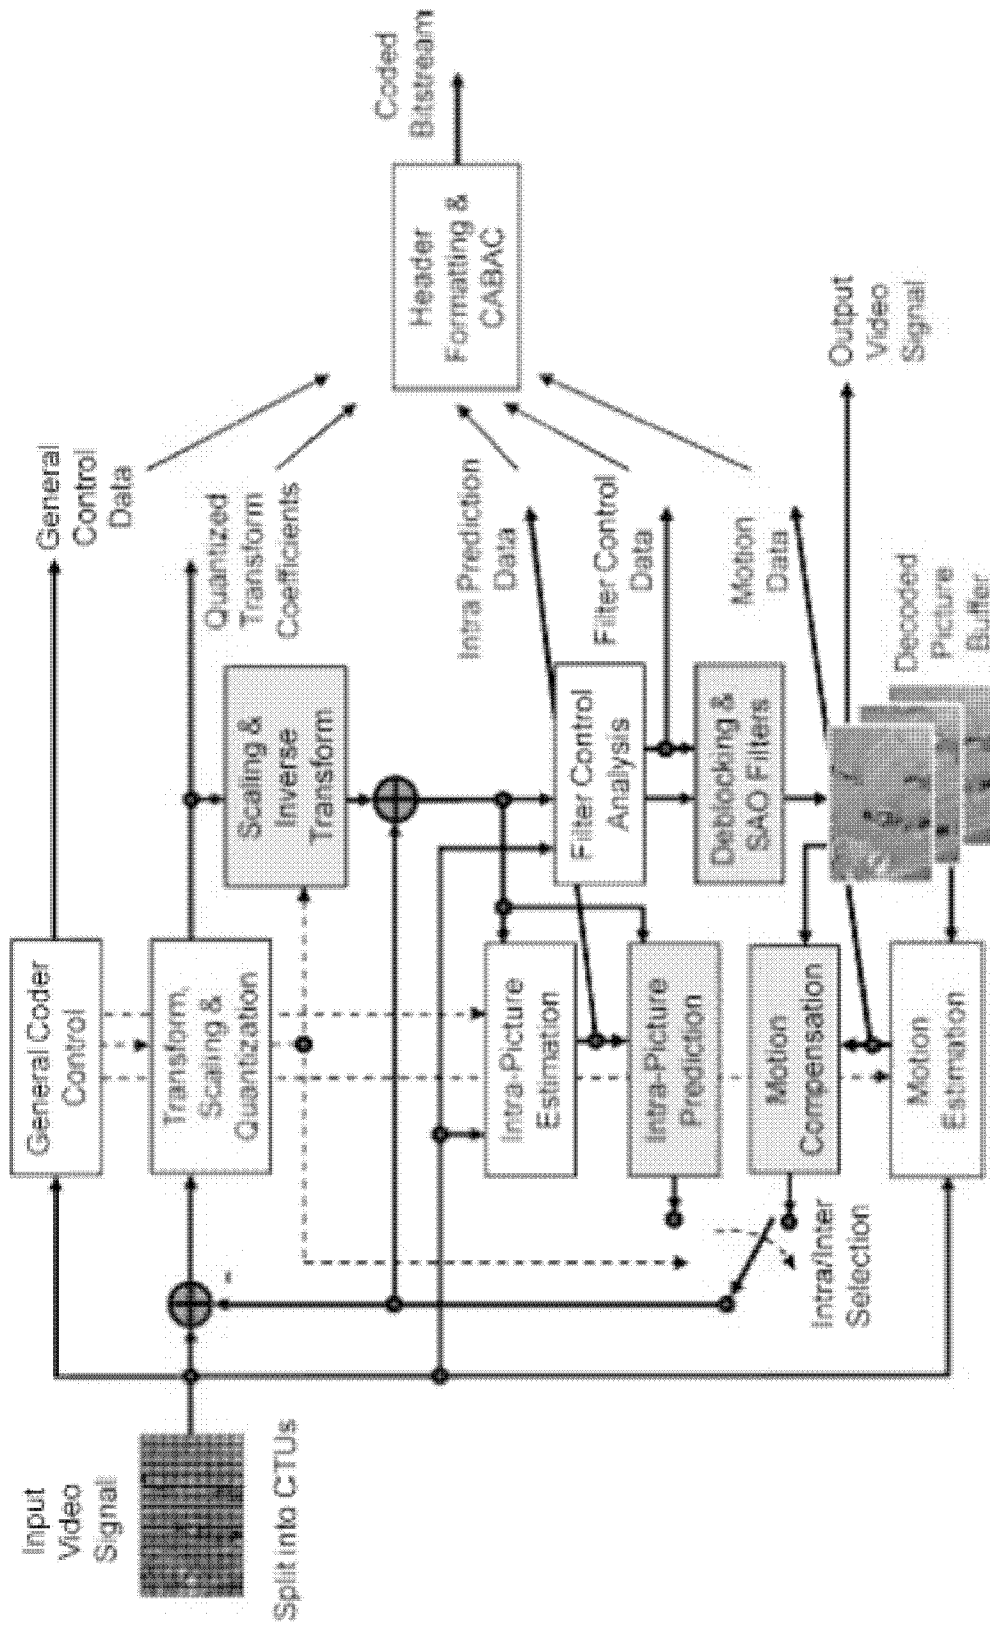 Input
Video
Signal
Split into CTUs
General Coder
Control
Transform,
Scaling &
Quantization
Scaling &
Inverse
Transform
General
Control
Data
Quantized
Transform
Coefficients
Intra-Picture
Estimation
Intra-Picture
Prediction
Filter Control
Analysis
Deblocking &
SAO Filters
Intra Prediction
Data
Filter Control
Data
Motion
Data
Header
Formatting &
CABAC
Coded
Bitstream
-
Intra/Inter
Selection
Motion
Compensation
Motion
Estmation
Decoded
Picture
Buffer
Output
Video
Signal